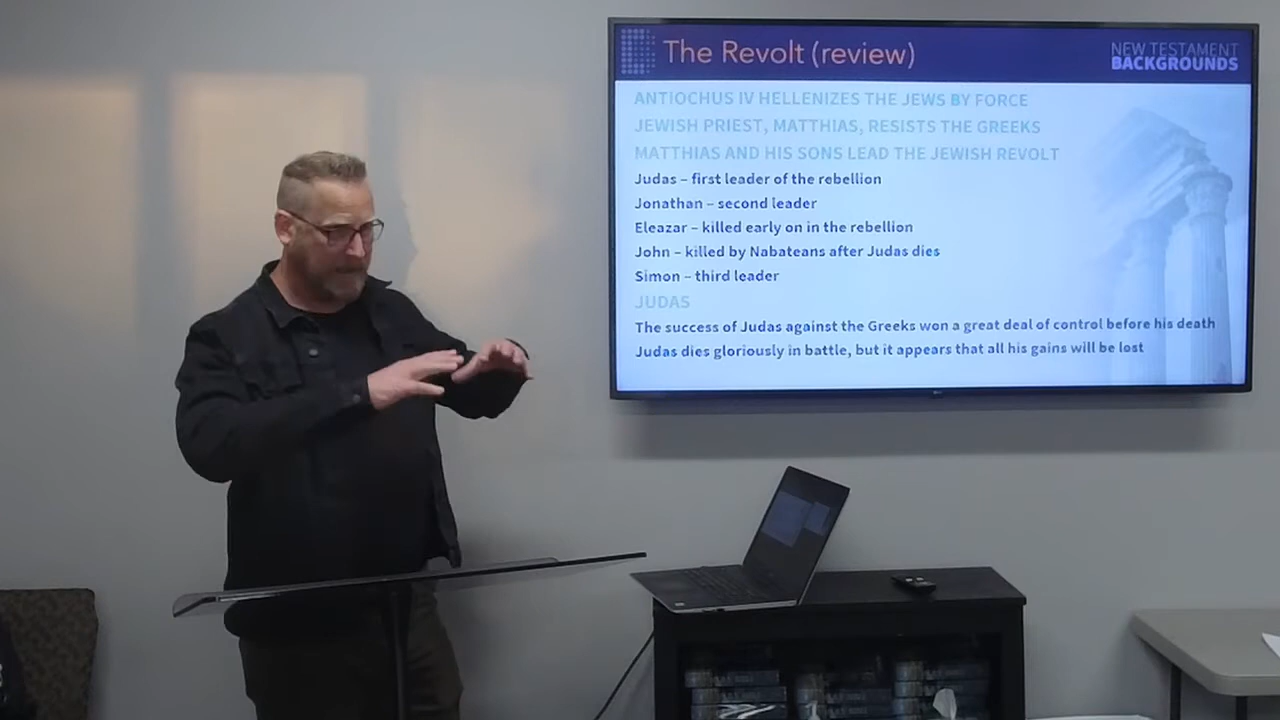 The Revolt (review)
NEW TESTAMENT
BACKGROUNDS
ANTIOCHUS IV HELLENIZES THE JEWS BY FORCE
JEWISH PRIEST, MATTHIAS, RESISTS THE GREEKS
MATTHIAS AND HIS SONS LEAD THE JEWISH REVOLT
Judas – first leader of the rebellion
Jonathan – second leader
Eleazar – killed early on in the rebellion
John – killed by Nabateans after Judas dies
Simon – third leader
JUDAS
The success of Judas against the Greeks won a great deal of control before his death
Judas dies gloriously in battle, but it appears that all his gains will be lost